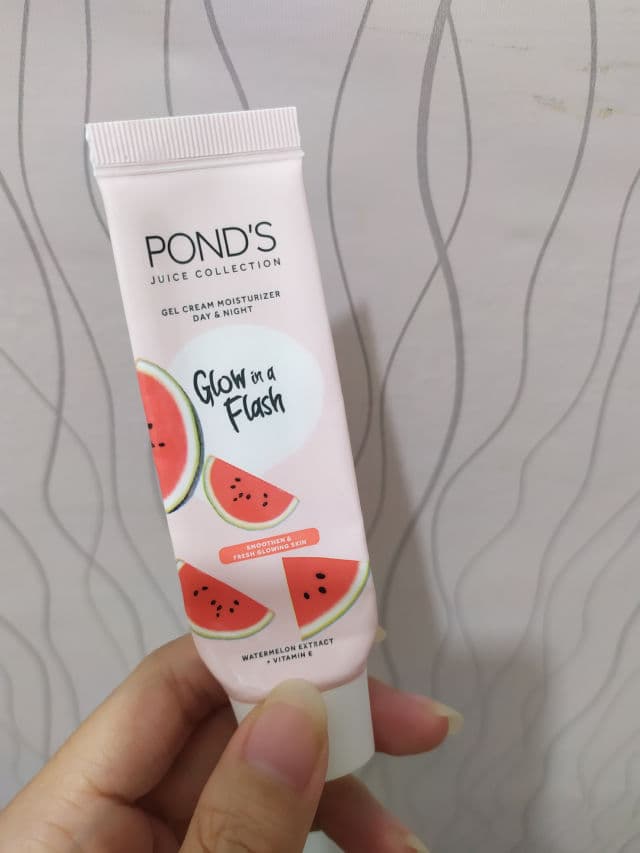 POND'S
JUICE COLLECTION
GEL CREAM MOISTURIZER
DAY & NIGHT
Glow in a
Flash
SMOOTHEN &
FRESH GLOWING SKIN
WATERMELON EXTRACT
+ VITAMIN E